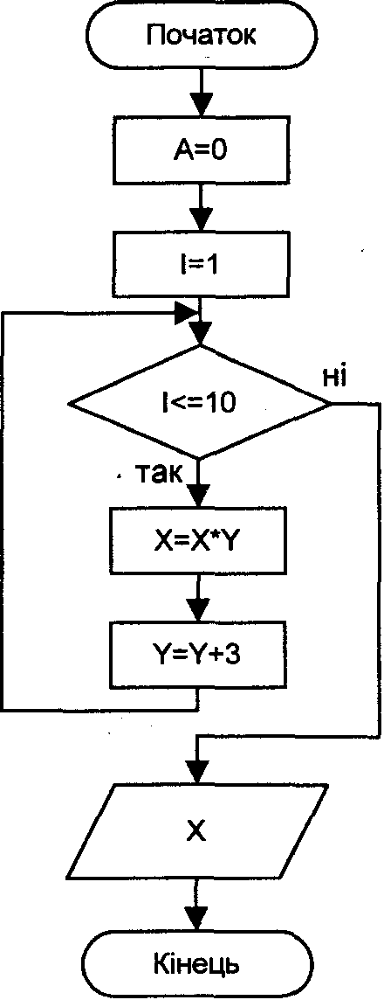 Початок
A=0
I=1
I<=10
ні
так
X=X*Y
Y=Y+3
X
Кінець